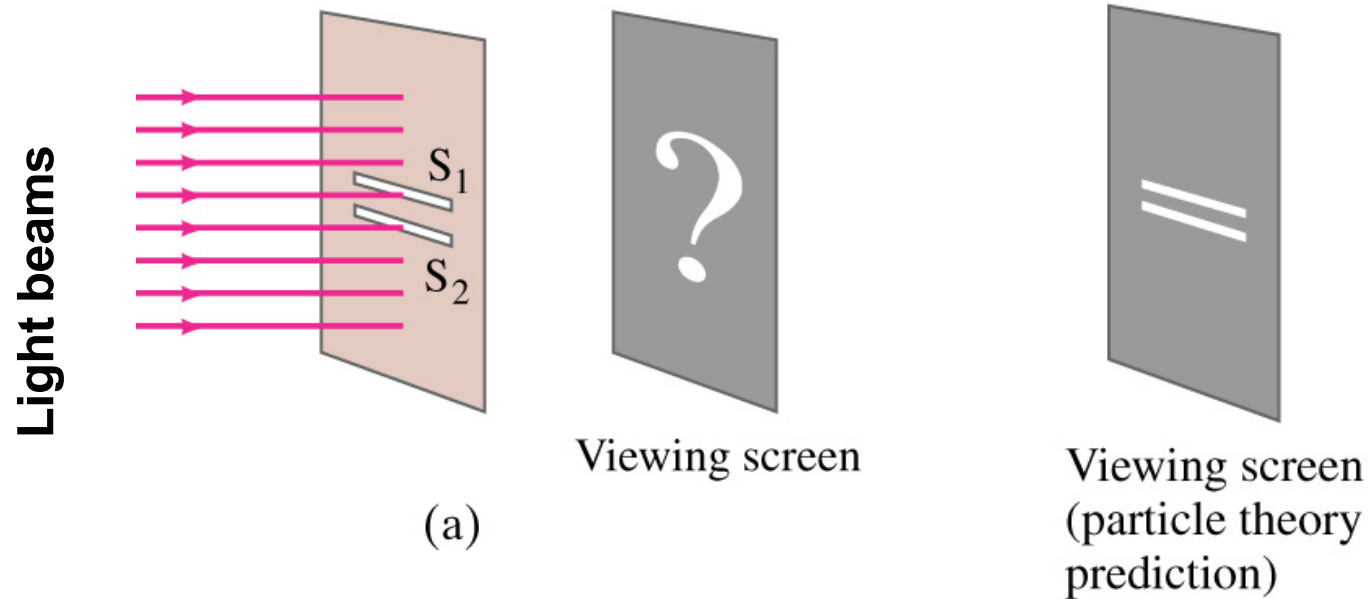 Light beams
S1
S2
?
Viewing screen
(a)
Viewing screen
(particle theory
prediction)